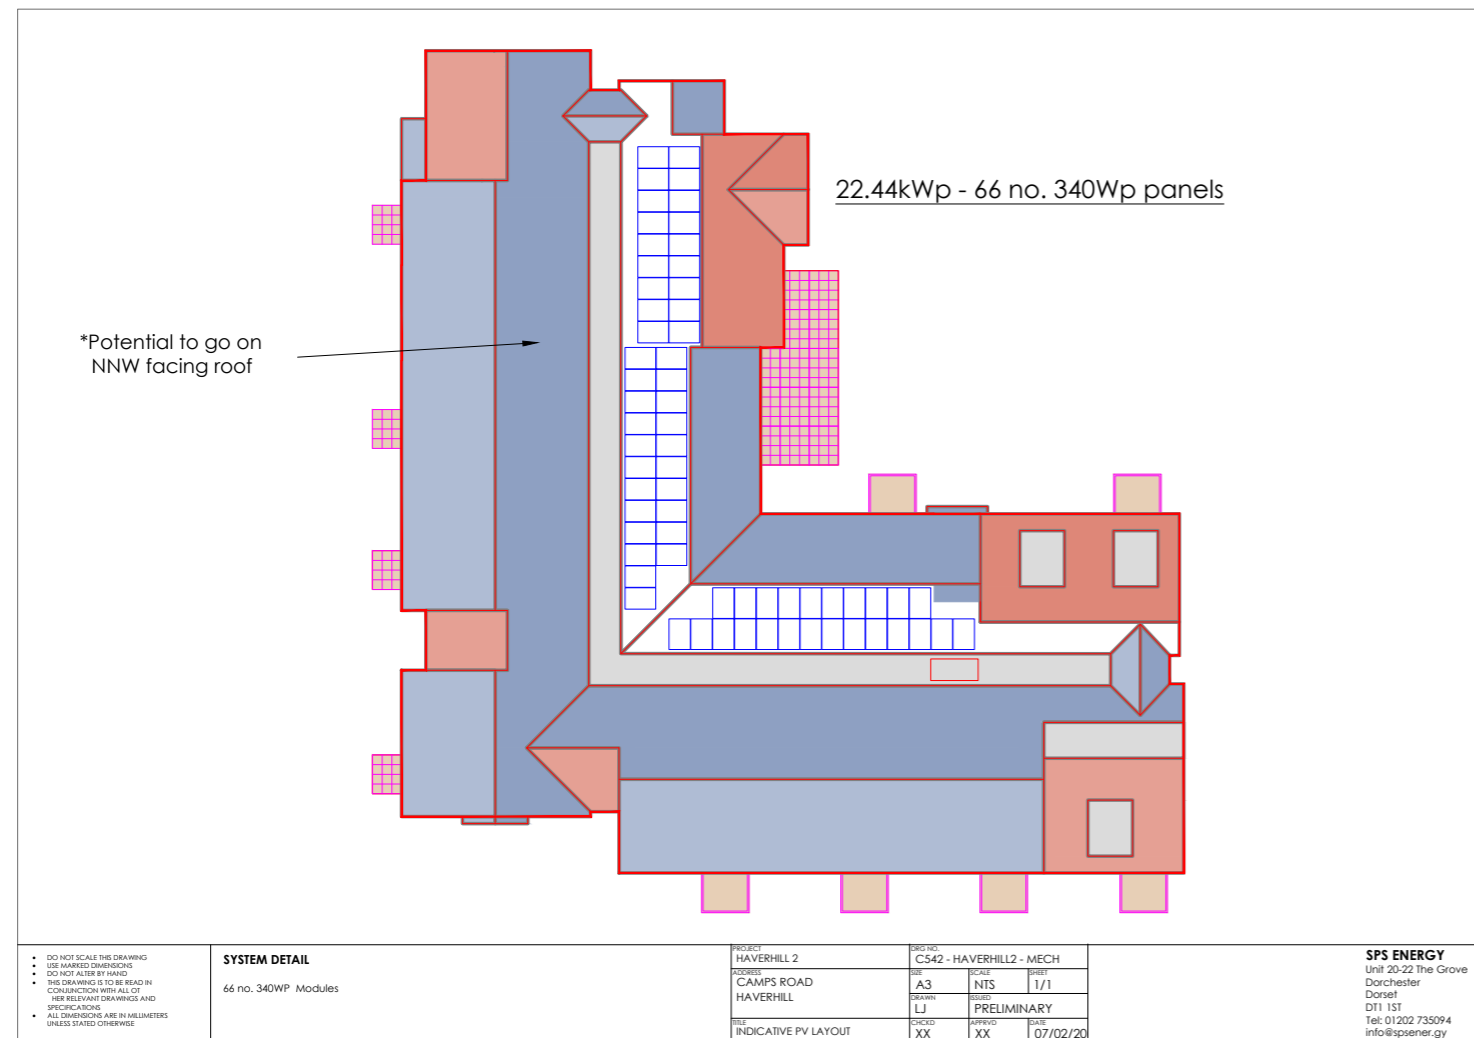 22.44kWp - 66 no. 340Wp panels
*Potential to go on
NNW facing roof
DO NOT SCALE THIS DRAWING
USE MARKED DIMENSIONS
DO NOT ALTER BY HAND
THIS DRAWING IS TO BE READ IN
CONJUNCTION WITH ALL OT
HER RELEVANT DRAWINGS AND
SPECIFICATIONS
ALL DIMENSIONS ARE IN MILLIMETERS
UNLESS STATED OTHERWISE
SYSTEM DETAIL
66 no. 340WP Modules
PROJECT
HAVERHILL 2
ADDRESS
CAMPS ROAD
HAVERHILL
TITLE
INDICATIVE PV LAYOUT
DRG NO.
C542 - HAVERHILL2 - MECH
SIZE SCALE SHEET
A3 NTS 1/1
DRAWN ISSUED
LJ PRELIMINARY
CHCKD APPRVD DATE
XX XX 07/02/20
SPS ENERGY
Unit 20-22 The Grove
Dorchester
Dorset
DT1 1ST
Tel: 01202 735094
info@spsener.gy